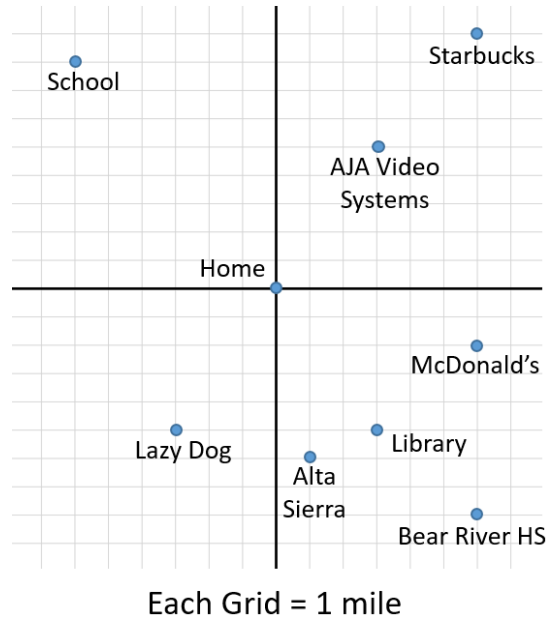 Starbucks
School
AJA Video
Systems
Home
McDonald's
Lazy Dog
Library
Alta
Sierra
Bear River HS
Each Grid = 1 mile